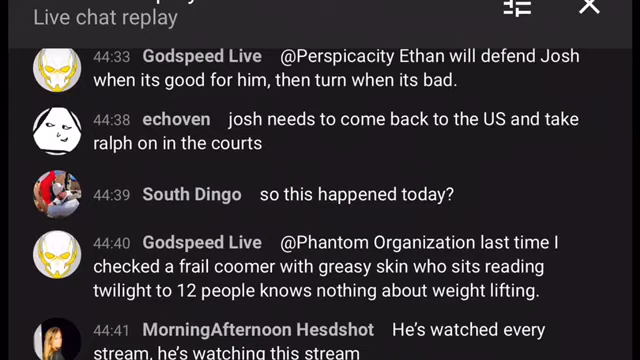 Live chat replay
44:33 Godspeed Live @Perspicacity Ethan will defend Josh
when its good for him, then turn when its bad.
44:38 echoven josh needs to come back to the US and take
ralph on in the courts
44:39 South Dingo so this happened today?
44:40 Godspeed Live @Phantom Organization last time I
checked a frail coomer with greasy skin who sits reading
twilight to 12 people knows nothing about weight lifting.
44:41 MorningAfternoon Hesdshot He’s watched every
stream, he’s watching this stream